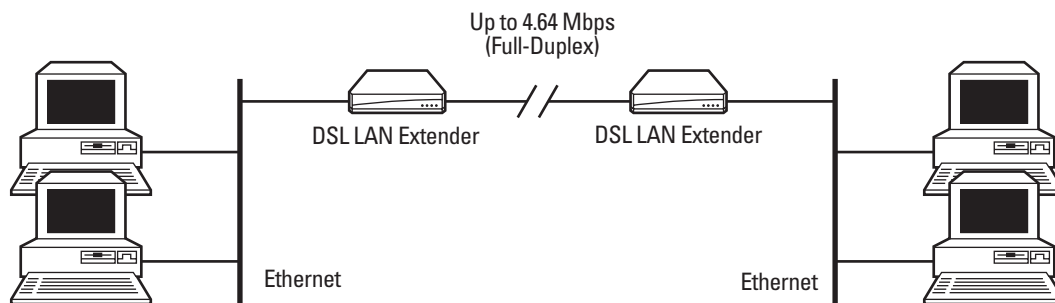 Up to 4.64 Mbps
(Full-Duplex)
DSL LAN Extender
DSL LAN Extender
Ethernet
Ethernet